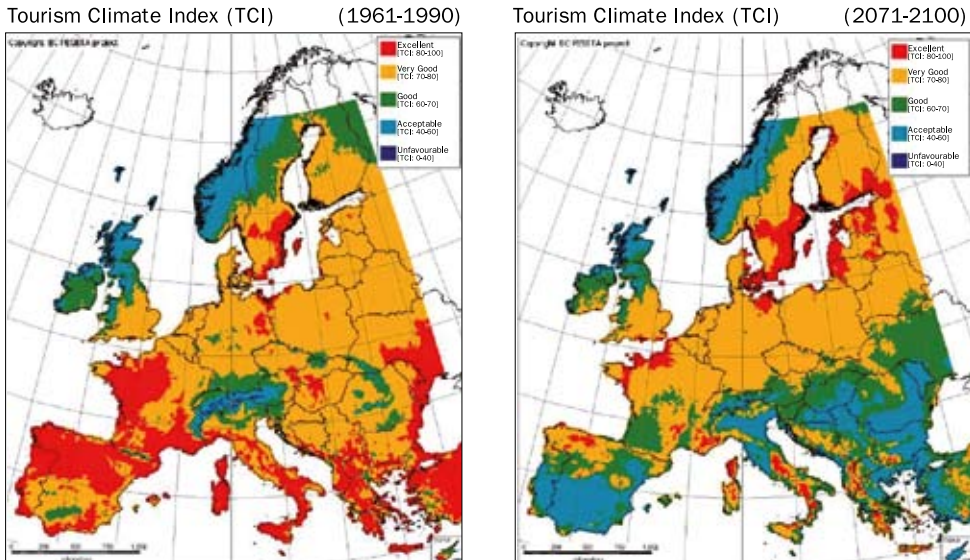 Tourism Climate Index (TCI) (1961-1990)
Excellent
[TCI: 80-100]
Very Good
[TCI: 70-80]
Good
[TCI: 60-70]
Acceptable
[TCI: 40-60]
Unfavourable
[TCI: 0-40]
Tourism Climate Index (TCI) (2071-2100)
Excellent
[TCI: 80-100]
Very Good
[TCI: 70-80]
Good
[TCI: 60-70]
Acceptable
[TCI: 40-60]
Unfavourable
[TCI: 0-40]